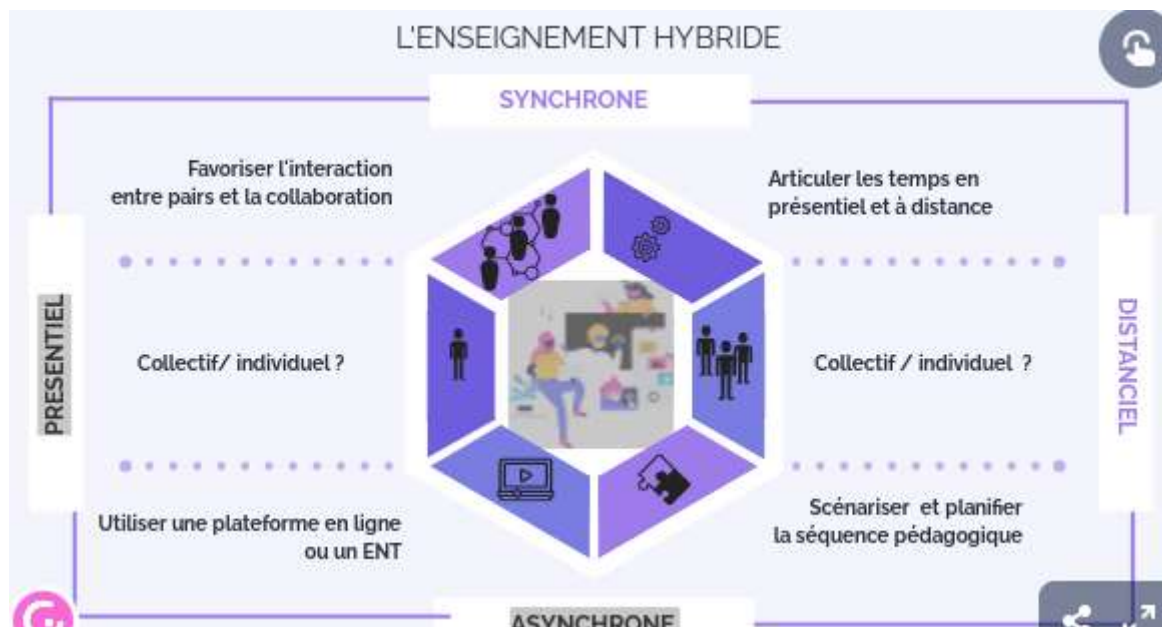 L'ENSEIGNEMENT HYBRIDE
SYNCHRONE
Favoriser l'interaction
entre pairs et la collaboration
Articuler les temps en
présentiel et à distance
PRESENTIEL
Collectif/ individuel ?
Collectif / individuel ?
DISTANCIEL
Utiliser une plateforme en ligne
ou un ENT
Scénariser et planifier
la séquence pédagogique
ASYNCHRONE